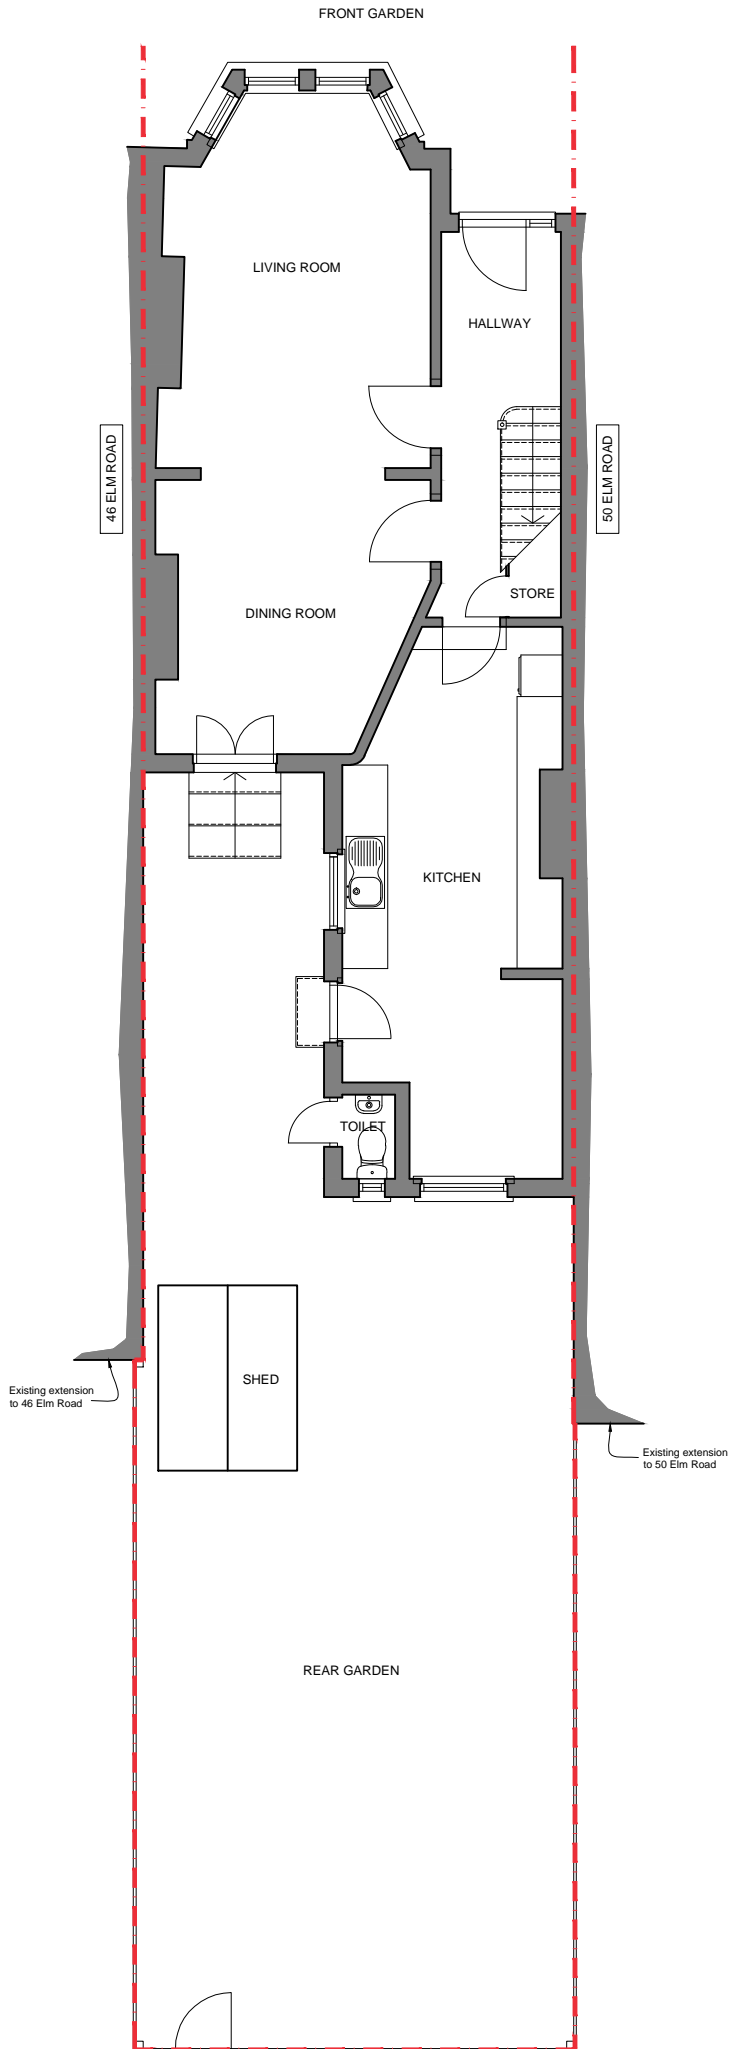 FRONT GARDEN
LIVING ROOM
HALLWAY
46 ELM ROAD
50 ELM ROAD
STORE
DINING ROOM
KITCHEN
TOILET
SHED
Existing extension
to 46 Elm Road
Existing extension
to 50 Elm Road
REAR GARDEN